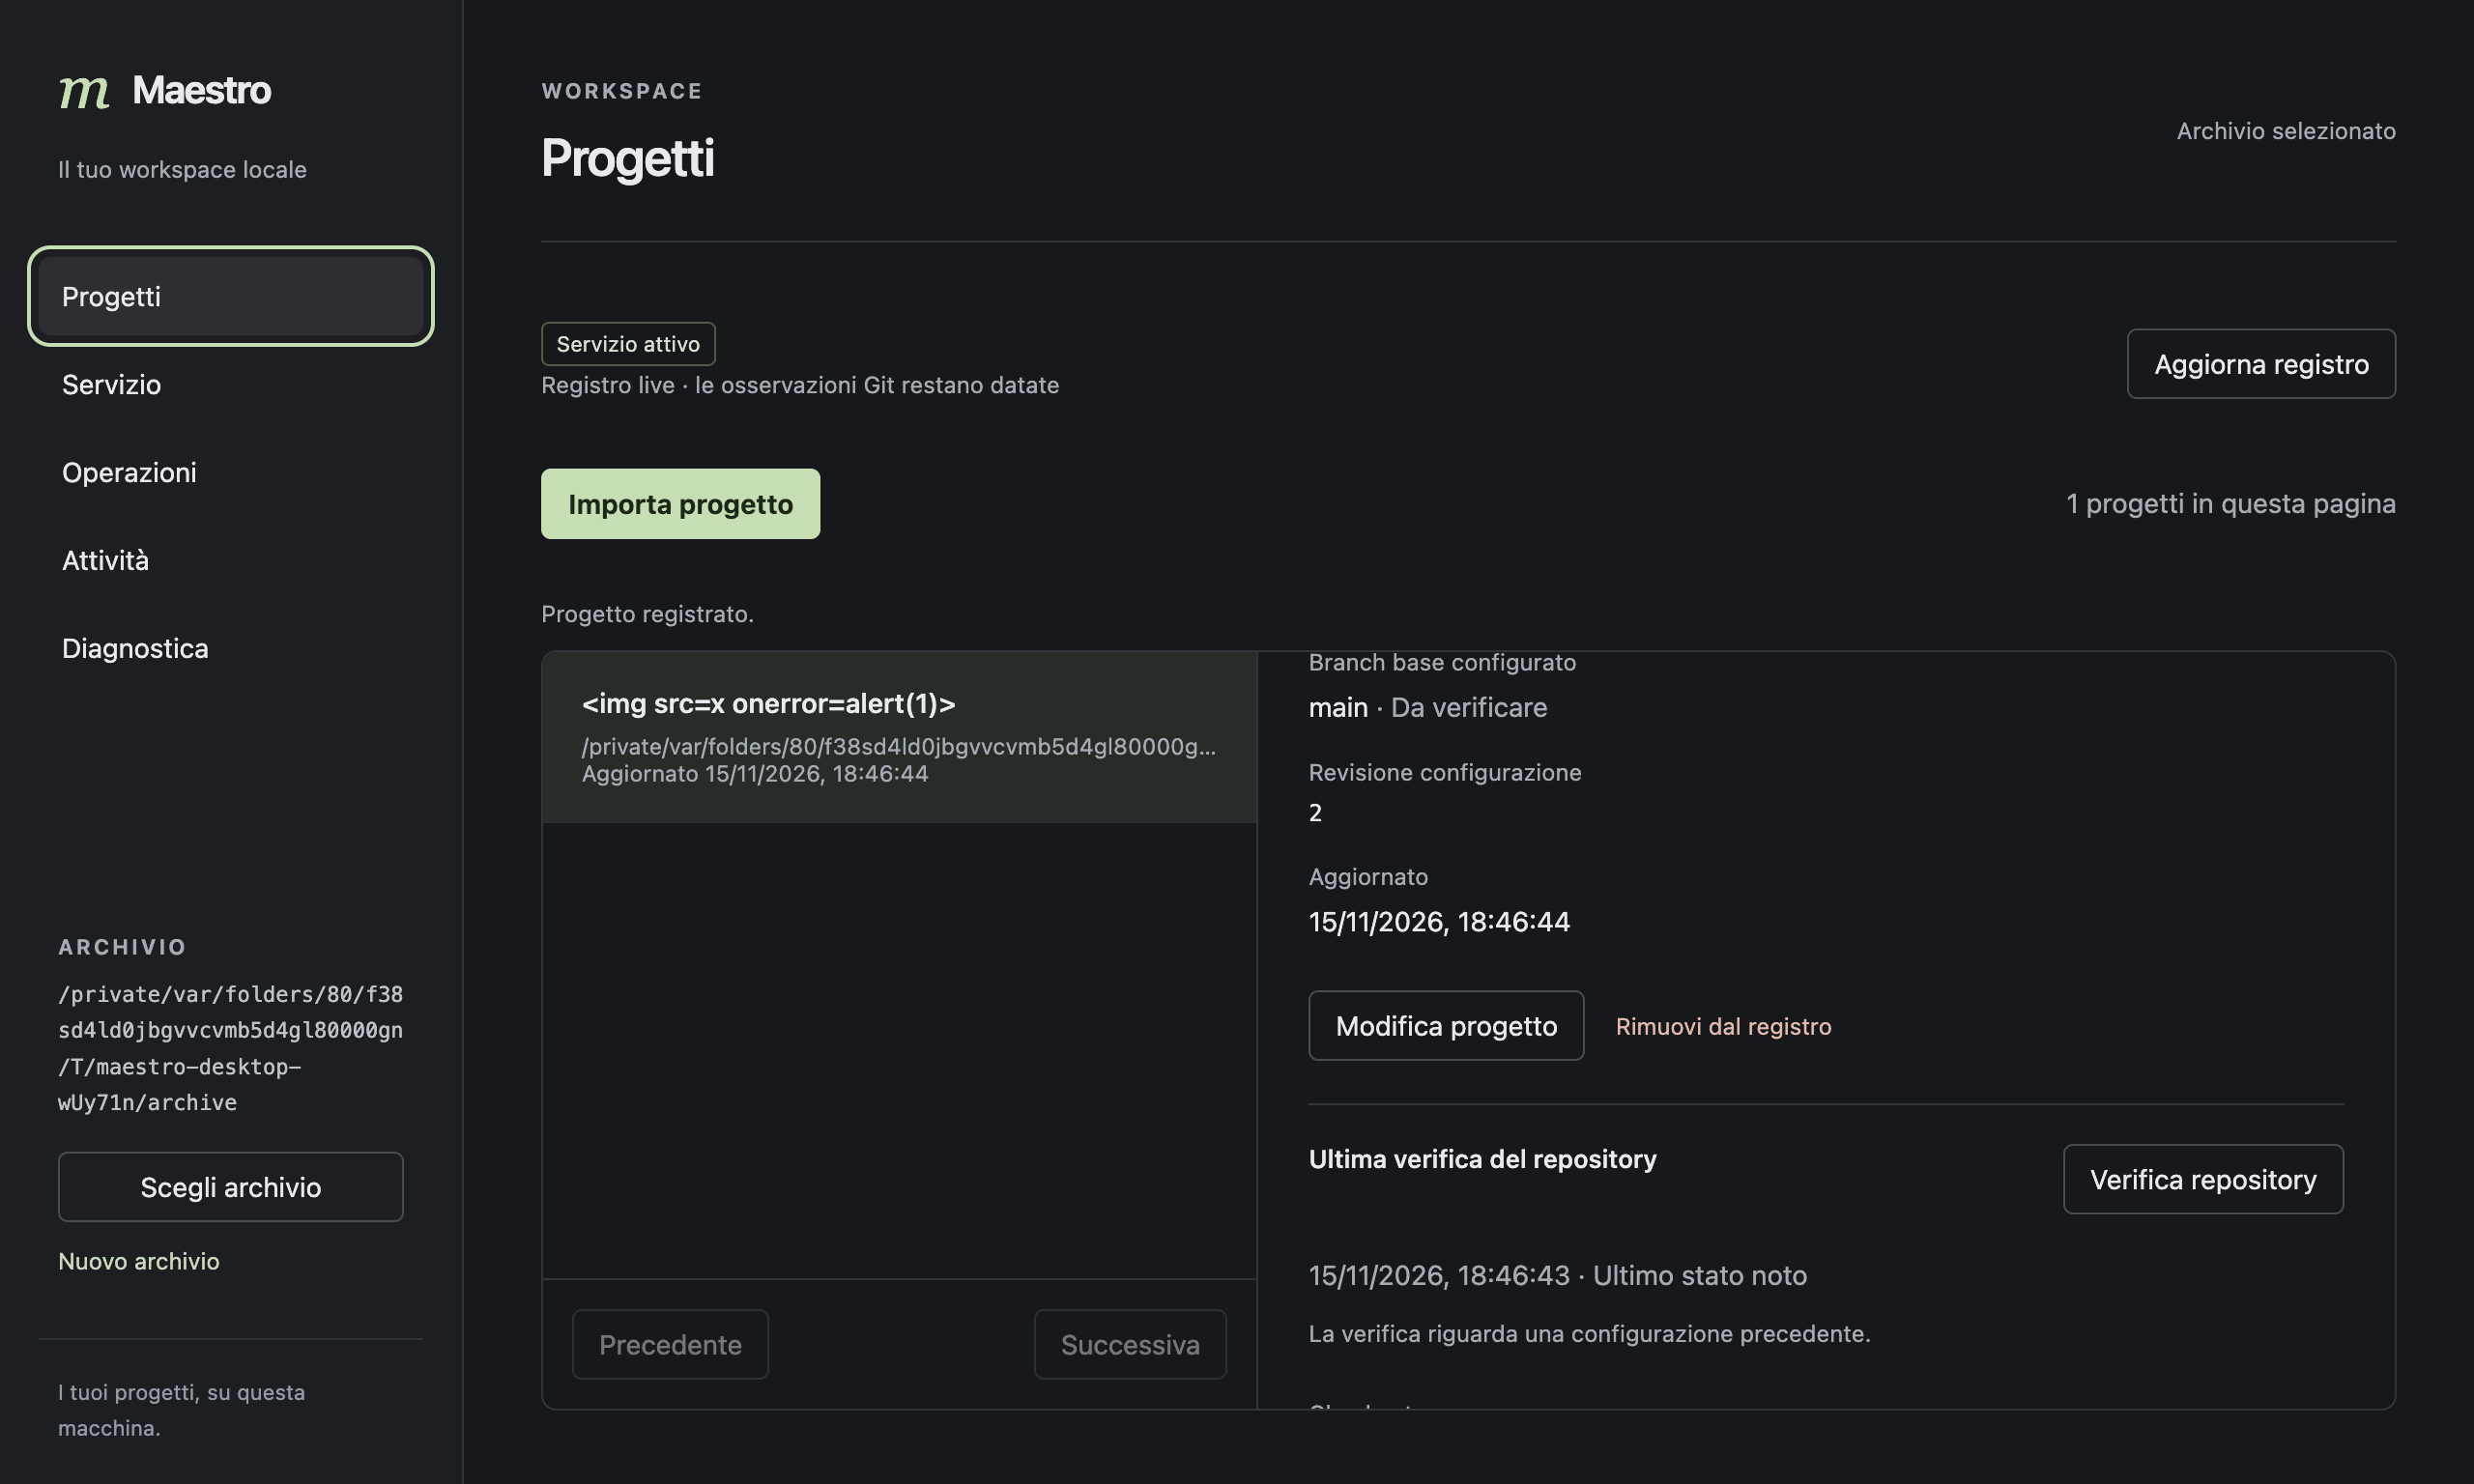 m Maestro
Il tuo workspace locale
Progetti
Servizio
Operazioni
Attività
Diagnostica
ARCHIVIO
/private/var/folders/80/f38
sd4ld0jbgvvcvmb5d4gl80000gn
/T/maestro-desktop-
wUy71n/archive
Scegli archivio
Nuovo archivio
I tuoi progetti, su questa
macchina.
WORKSPACE
Progetti
Archivio selezionato
Servizio attivo
Registro live · le osservazioni Git restano datate
Aggiorna registro
Importa progetto
1 progetti in questa pagina
Progetto registrato.
<img src=x onerror=alert(1)>
/private/var/folders/80/f38sd4ld0jbgvvcvmb5d4gl80000g...
Aggiornato 15/11/2026, 18:46:44
Precedente
Successiva
Branch base configurato
main · Da verificare
Revisione configurazione
2
Aggiornato
15/11/2026, 18:46:44
Modifica progetto
Rimuovi dal registro
Ultima verifica del repository
Verifica repository
15/11/2026, 18:46:43 · Ultimo stato noto
La verifica riguarda una configurazione precedente.